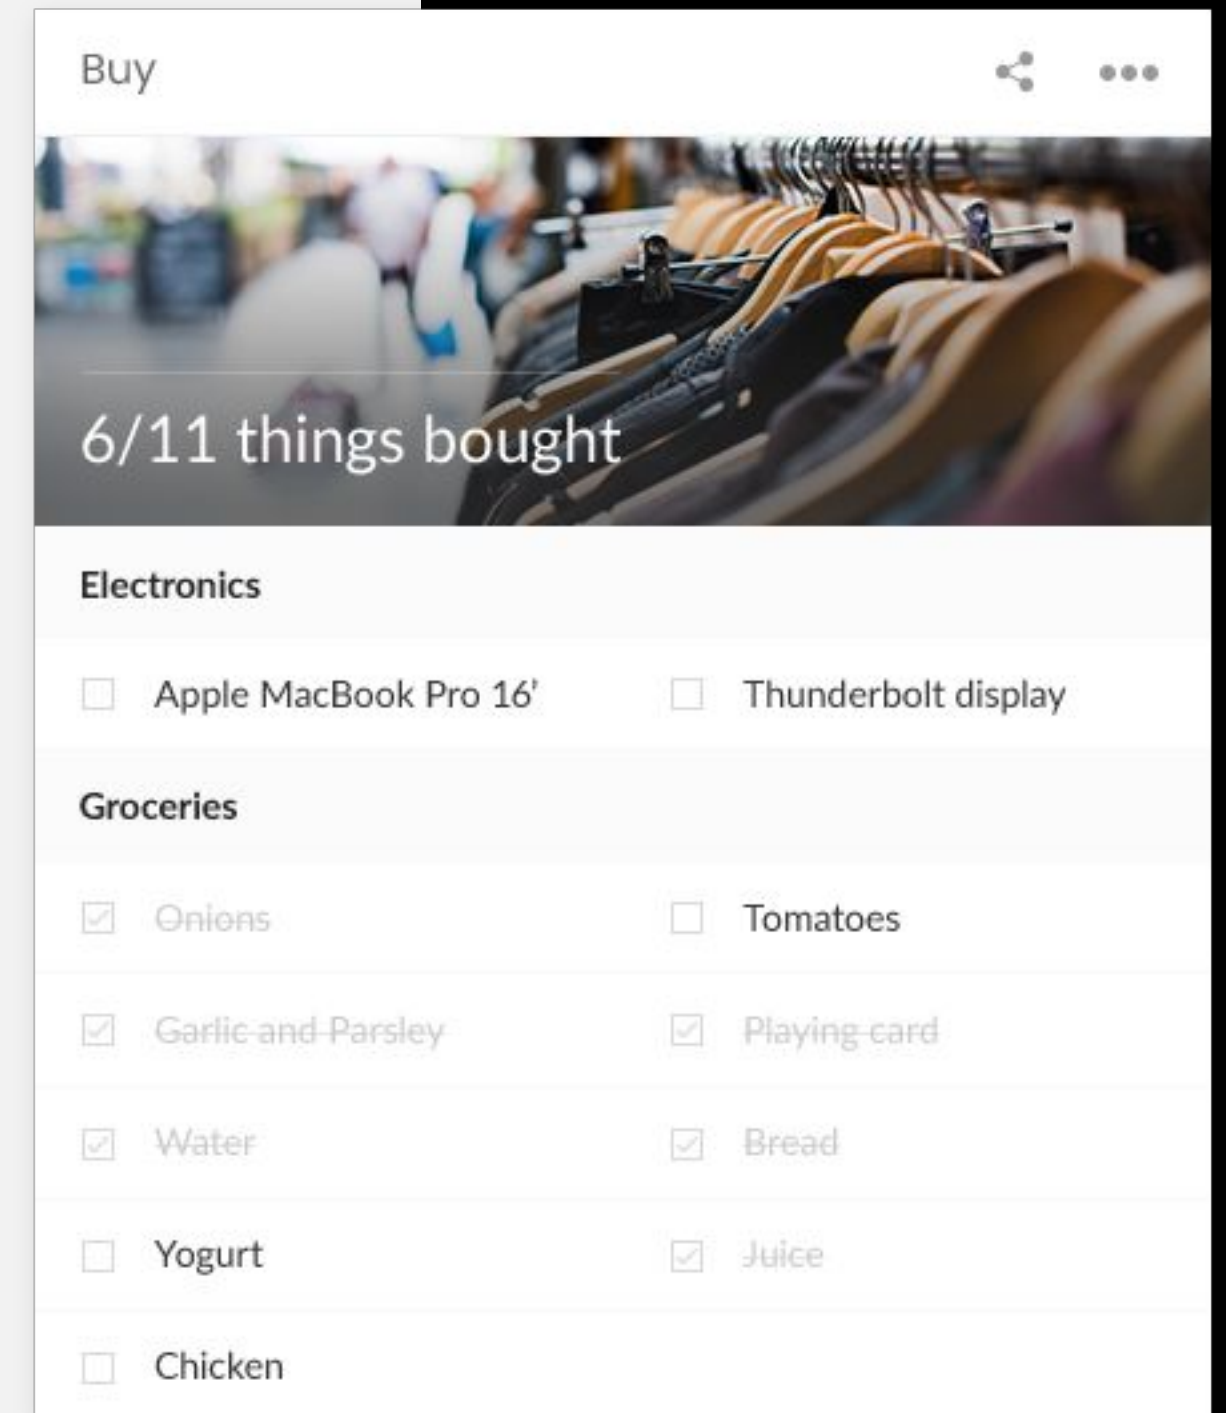 Buy
6/11 things bought
Electronics
Apple MacBook Pro 16'
Thunderbolt display
Groceries
Onions
Tomatoes
Garlic and Parsley
Playing card
Water
Bread
Yogurt
Juice
Chicken